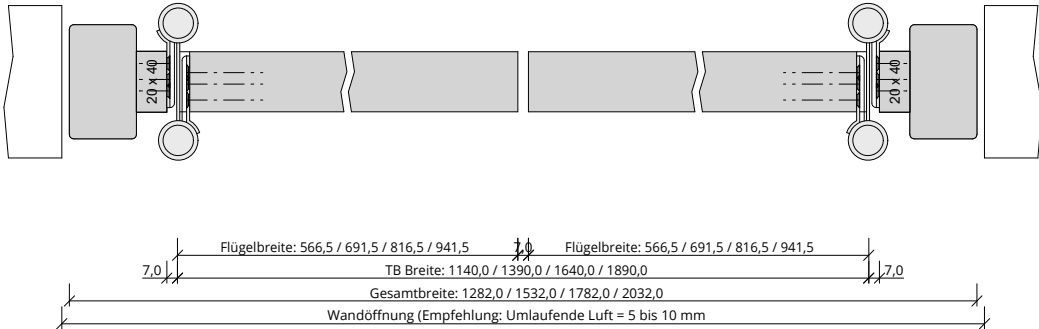 20 x 40
20 x 40
Flügelbreite: 566,5 / 691,5 / 816,5 / 941,5
7,0
Flügelbreite: 566,5 / 691,5 / 816,5 / 941,5
7,0
TB Breite: 1140,0 / 1390,0 / 1640,0 / 1890,0
7,0
Gesamtbreite: 1282,0 / 1532,0 / 1782,0 / 2032,0
Wandöffnung (Empfehlung: Umlaufende Luft = 5 bis 10 mm